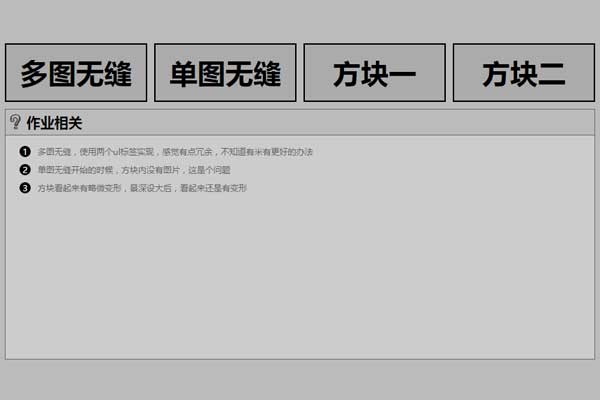 多图无缝 单图无缝 方块一 方块二
作业相关
1 多图无缝，使用两个ul标签实现，感觉有点冗余，不知道有米有更好的办法
2 单图无缝开始的时候，方块内没有图片，这是个问题
3 方块看起来有略微变形，景深设大后，看起来还是有变形